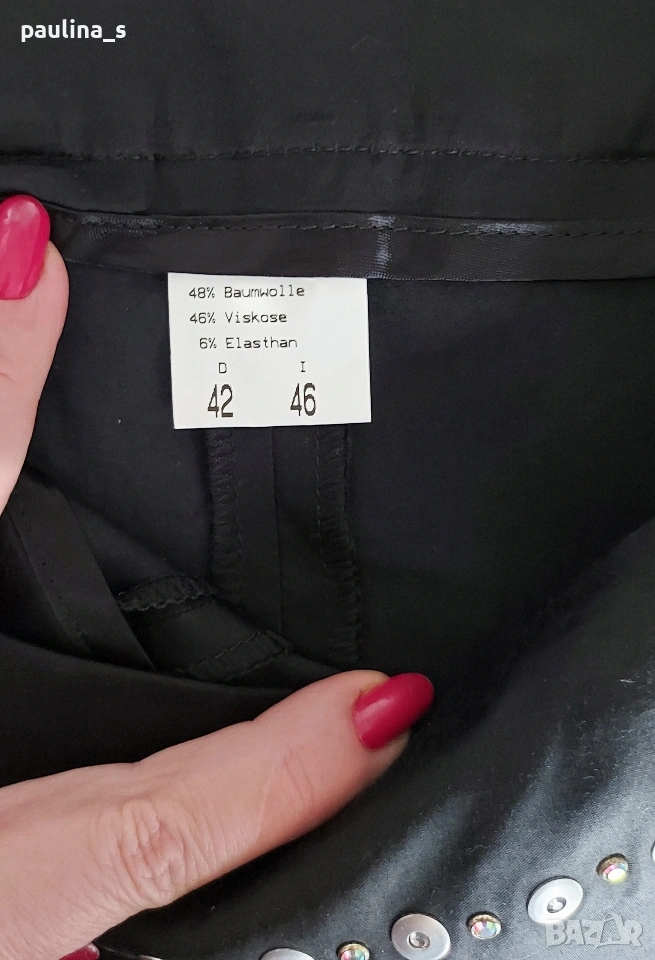 paulina_s
48% Baumwolle
46% Viskose
6% Elasthan
D I
42 46
BAZAR